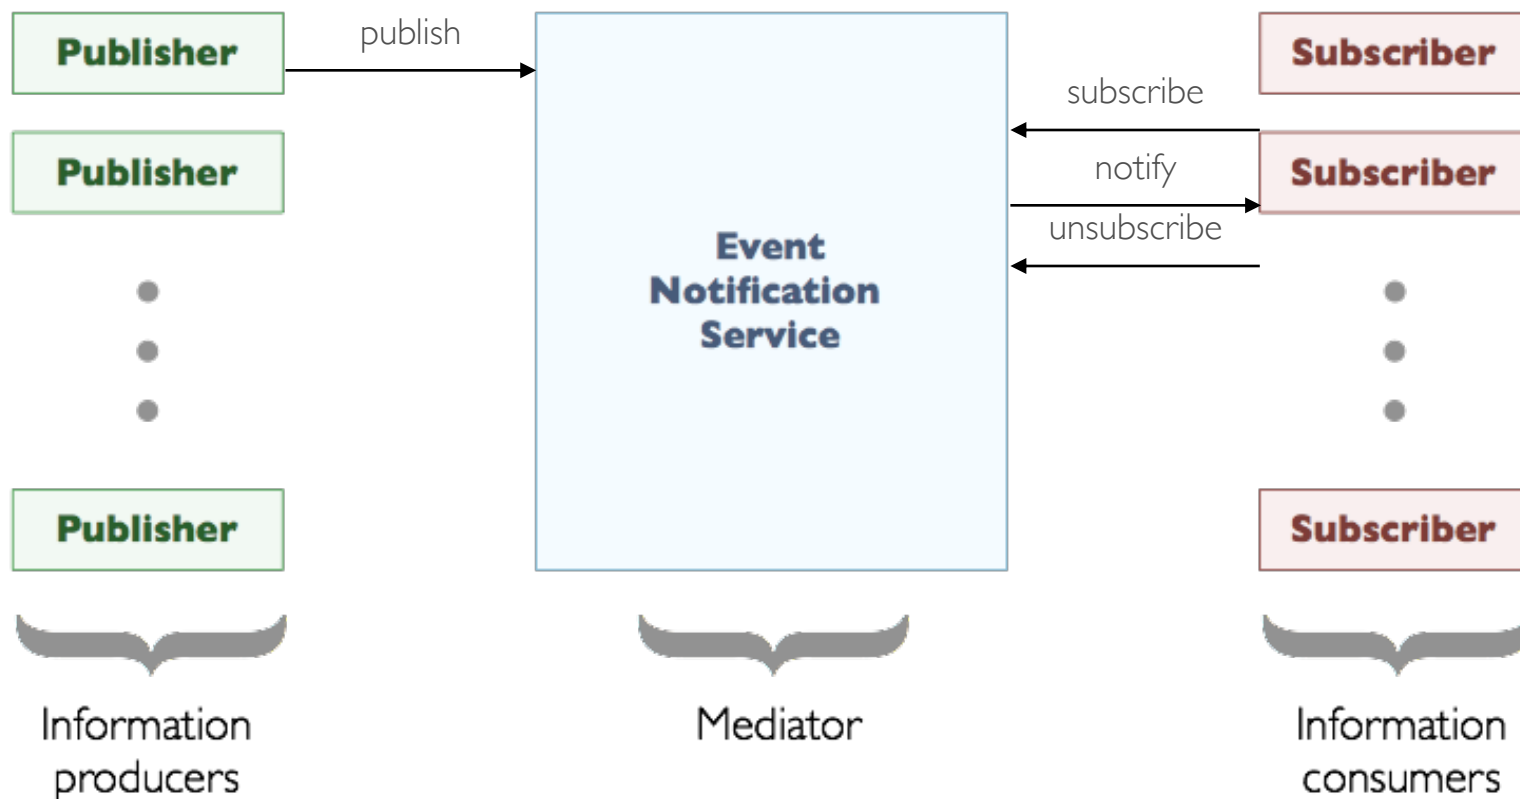 Publisher
publish
Subscriber
subscribe
Publisher
notify
Subscriber
unsubscribe
Event
Notification
Service
Publisher
Subscriber
Information
producers
Mediator
Information
consumers